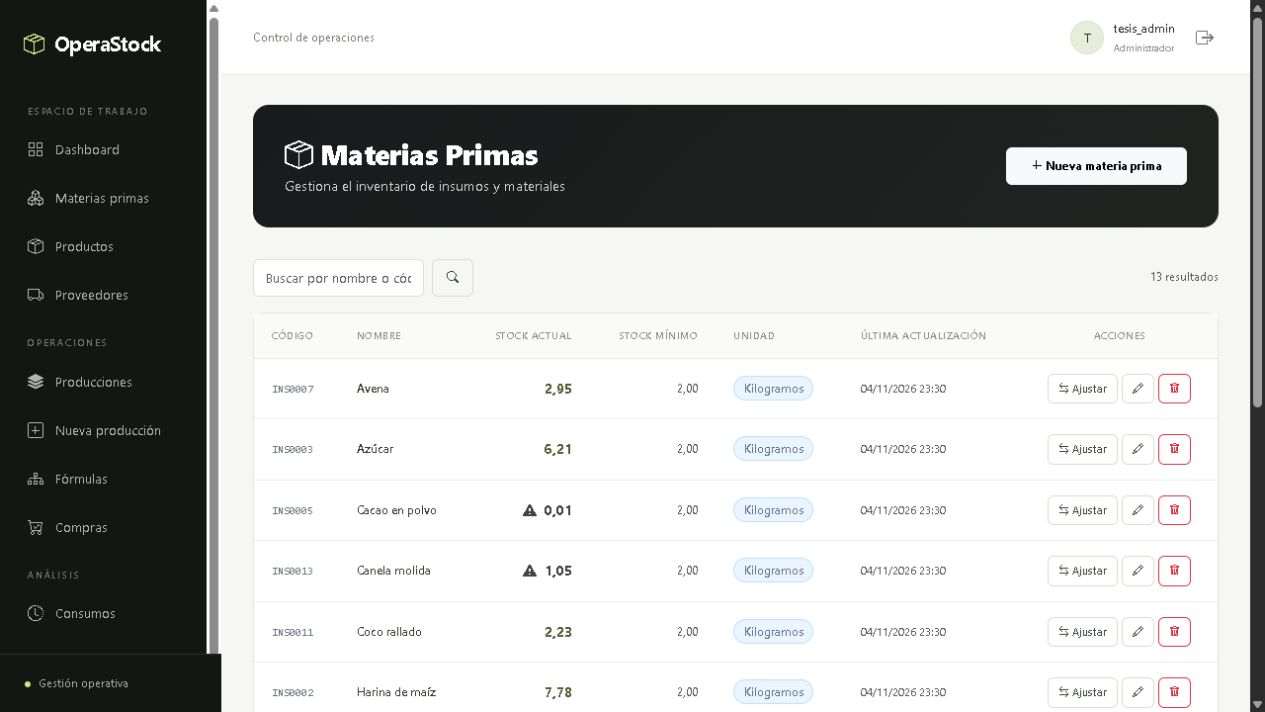 OperaStock
ESPACIO DE TRABAJO
Dashboard
Materias primas
Productos
Proveedores
OPERACIONES
Producciones
Nueva producción
Fórmulas
Compras
ANÁLISIS
Consumos
Gestión operativa
Control de operaciones
T
tesis_admin
Administrador
Materias Primas
Gestiona el inventario de insumos y materiales
+ Nueva materia prima
Buscar por nombre o cóc
13 resultados
CÓDIGO NOMBRE STOCK ACTUAL STOCK MÍNIMO UNIDAD ÚLTIMA ACTUALIZACIÓN ACCIONES
INS0007 Avena 2,95 2,00 Kilogramos 04/11/2026 23:30 Ajustar
INS0003 Azúcar 6,21 2,00 Kilogramos 04/11/2026 23:30 Ajustar
INS0005 Cacao en polvo 0,01 2,00 Kilogramos 04/11/2026 23:30 Ajustar
INS0013 Canela molida 1,05 2,00 Kilogramos 04/11/2026 23:30 Ajustar
INS0011 Coco rallado 2,23 2,00 Kilogramos 04/11/2026 23:30 Ajustar
INS0002 Harina de maíz 7,78 2,00 Kilogramos 04/11/2026 23:30 Ajustar